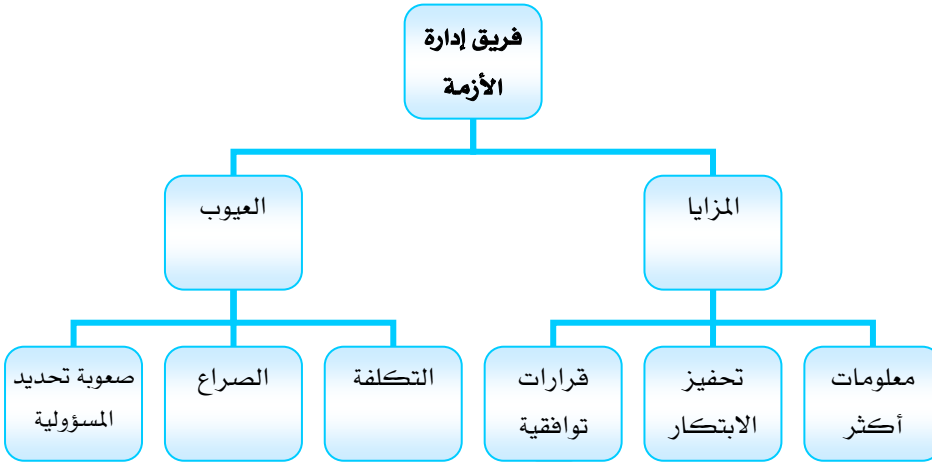 فريق إدارة
الأزمة
المزايا
العيوب
معلومات
أكثر
تحفيز
الابتكار
قرارات
توافقية
التكلفة
الصراع
صعوبة تحديد
المسؤولية